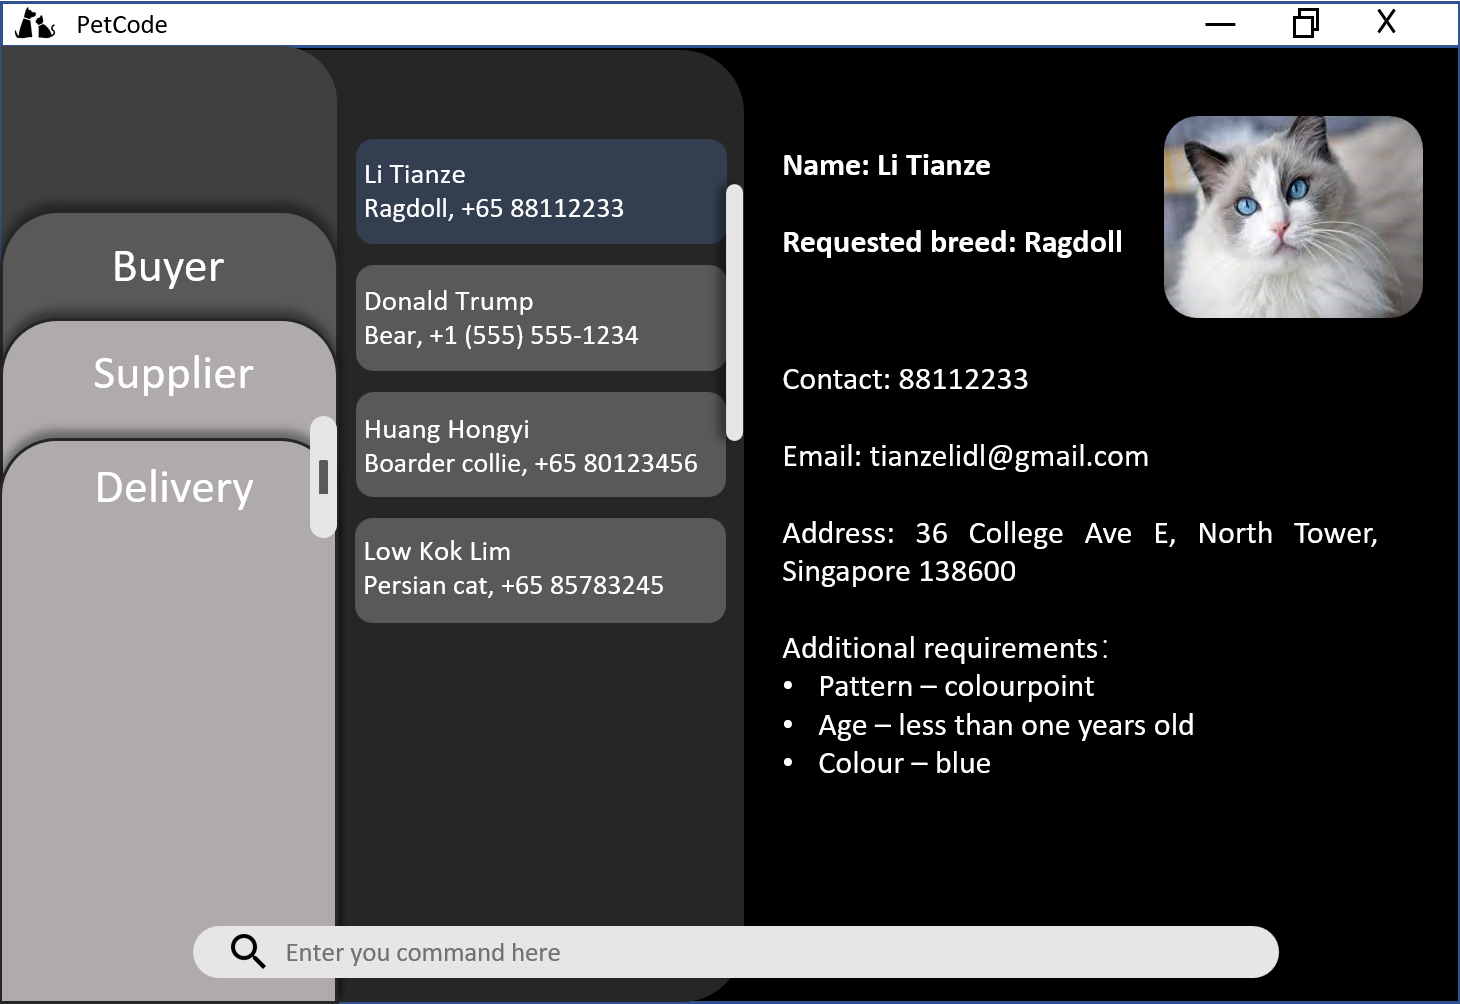 PetCode
Buyer
Supplier
Delivery
Li Tianze
Ragdoll, +65 88112233
Donald Trump
Bear, +1 (555) 555-1234
Huang Hongyi
Boarder collie, +65 80123456
Low Kok Lim
Persian cat, +65 85783245
Name: Li Tianze
Requested breed: Ragdoll
Contact: 88112233
Email: tianzelidl@gmail.com
Address: 36 College Ave E, North Tower,
Singapore 138600
Additional requirements：
• Pattern – colourpoint
• Age – less than one years old
• Colour – blue
Enter you command here